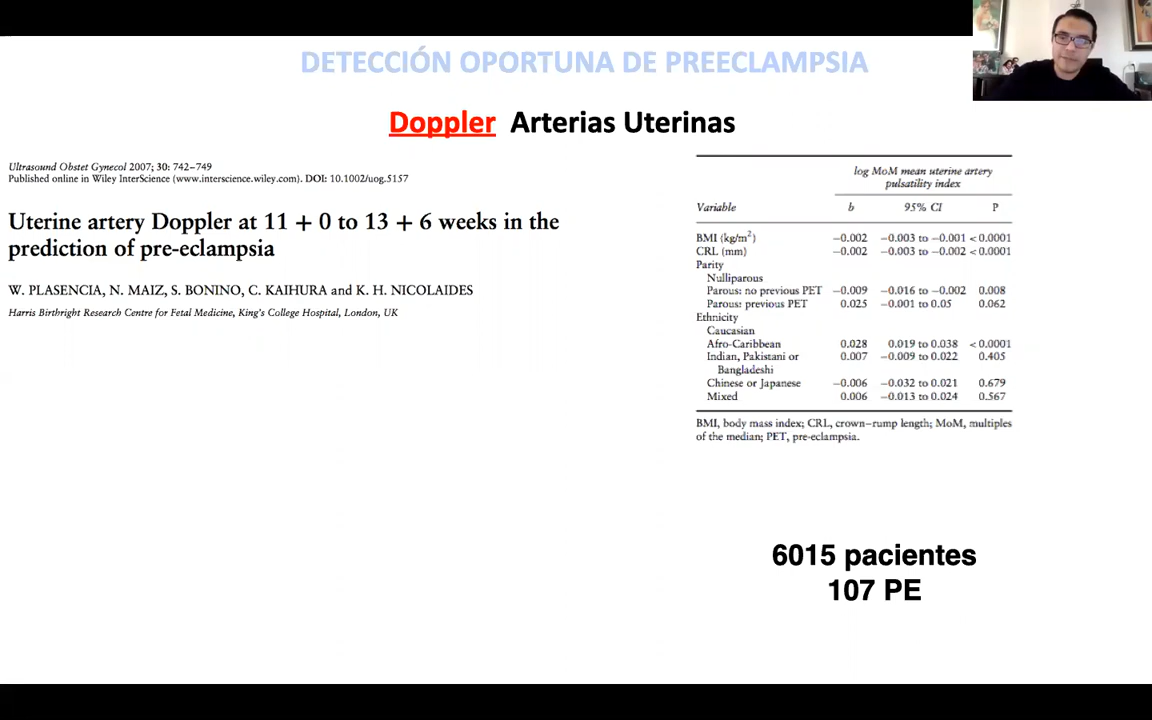 DETECCIÓN OPORTUNA DE PREECLAMPSIA
Doppler Arterias Uterinas
Ultrasound Obstet Gynecol 2007; 30: 742–749
Published online in Wiley InterScience (www.interscience.wiley.com). DOI: 10.1002/uog.5157
Uterine artery Doppler at 11 + 0 to 13 + 6 weeks in the
prediction of pre-eclampsia
W. PLASENCIA, N. MAIZ, S. BONINO, C. KAIHURA and K. H. NICOLAIDES
Harris Birthright Research Centre for Fetal Medicine, King's College Hospital, London, UK
log MoM mean uterine artery
pulsatility index
Variable b 95% CI P
BMI (kg/m²) −0.002 −0.003 to −0.001 < 0.0001
CRL (mm) −0.002 −0.003 to −0.002 < 0.0001
Parity
Nulliparous
Parous: no previous PET −0.009 −0.016 to −0.002 0.008
Parous: previous PET 0.025 −0.001 to 0.05 0.062
Ethnicity
Caucasian
Afro-Caribbean 0.028 0.019 to 0.038 < 0.0001
Indian, Pakistani or 0.007 −0.009 to 0.022 0.405
Bangladeshi
Chinese or Japanese −0.006 −0.032 to 0.021 0.679
Mixed 0.006 −0.013 to 0.024 0.567
BMI, body mass index; CRL, crown–rump length; MoM, multiples
of the median; PET, pre-eclampsia.
6015 pacientes
107 PE